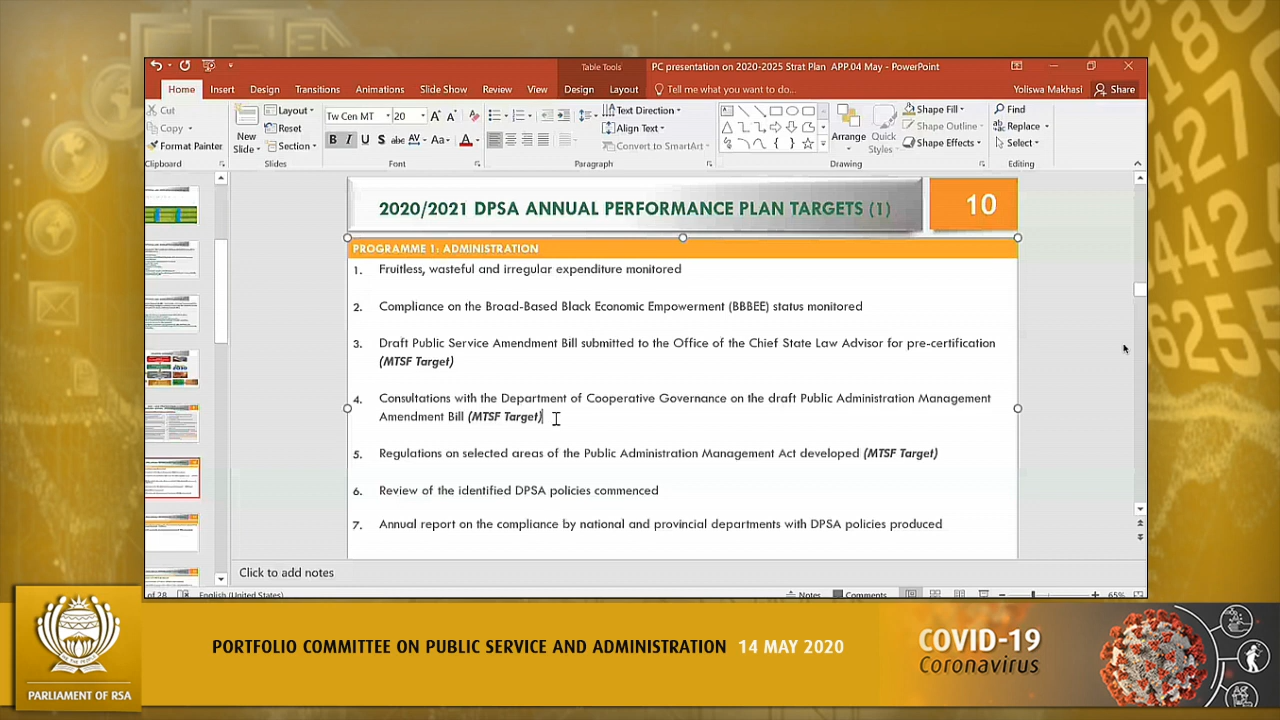 Table Tools
PC presentation on 2020-2025 Strat Plan APP.04 May - PowerPoint
Home Insert Design Transitions Animations Slide Show Review View Design Layout Tell me what you want to do... Yoliswa Makhasi Share
Cut
Copy
Format Painter
Clipboard
New Slide
Layout
Reset
Section
Slides
Tw Cen MT 20
B I U S abc AV Aa A
Font
Text Direction
Align Text
Convert to SmartArt
Paragraph
Arrange
Quick Styles
Shape Fill
Shape Outline
Shape Effects
Drawing
Find
Replace
Select
Editing
2020/2021 DPSA ANNUAL PERFORMANCE PLAN TARGETS (1)
10
PROGRAMME 1: ADMINISTRATION
1. Fruitless, wasteful and irregular expenditure monitored
2. Compliance on the Broad-Based Black Economic Empowerment (BBBEE) status monitored
3. Draft Public Service Amendment Bill submitted to the Office of the Chief State Law Advisor for pre-certification
(MTSF Target)
4. Consultations with the Department of Cooperative Governance on the draft Public Administration Management
Amendment Bill (MTSF Target)
5. Regulations on selected areas of the Public Administration Management Act developed (MTSF Target)
6. Review of the identified DPSA policies commenced
7. Annual report on the compliance by national and provincial departments with DPSA policies produced
Click to add notes
of 28 English (United States) Notes Comments 65%
PARLIAMENT OF RSA
PORTFOLIO COMMITTEE ON PUBLIC SERVICE AND ADMINISTRATION 14 MAY 2020
COVID-19
Coronavirus